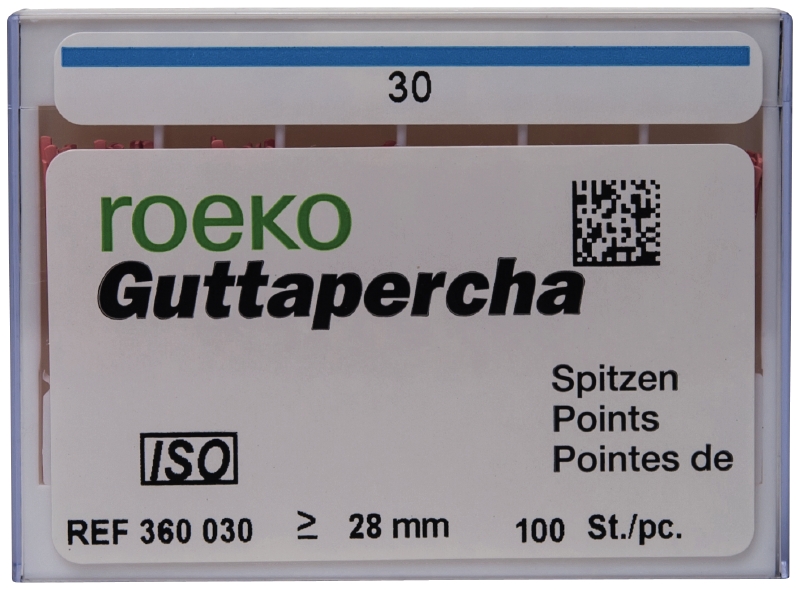 30
roeko
Guttapercha
Spitzen
Points
Pointes de
ISO
REF 360 030 ≥ 28 mm 100 St./pc.